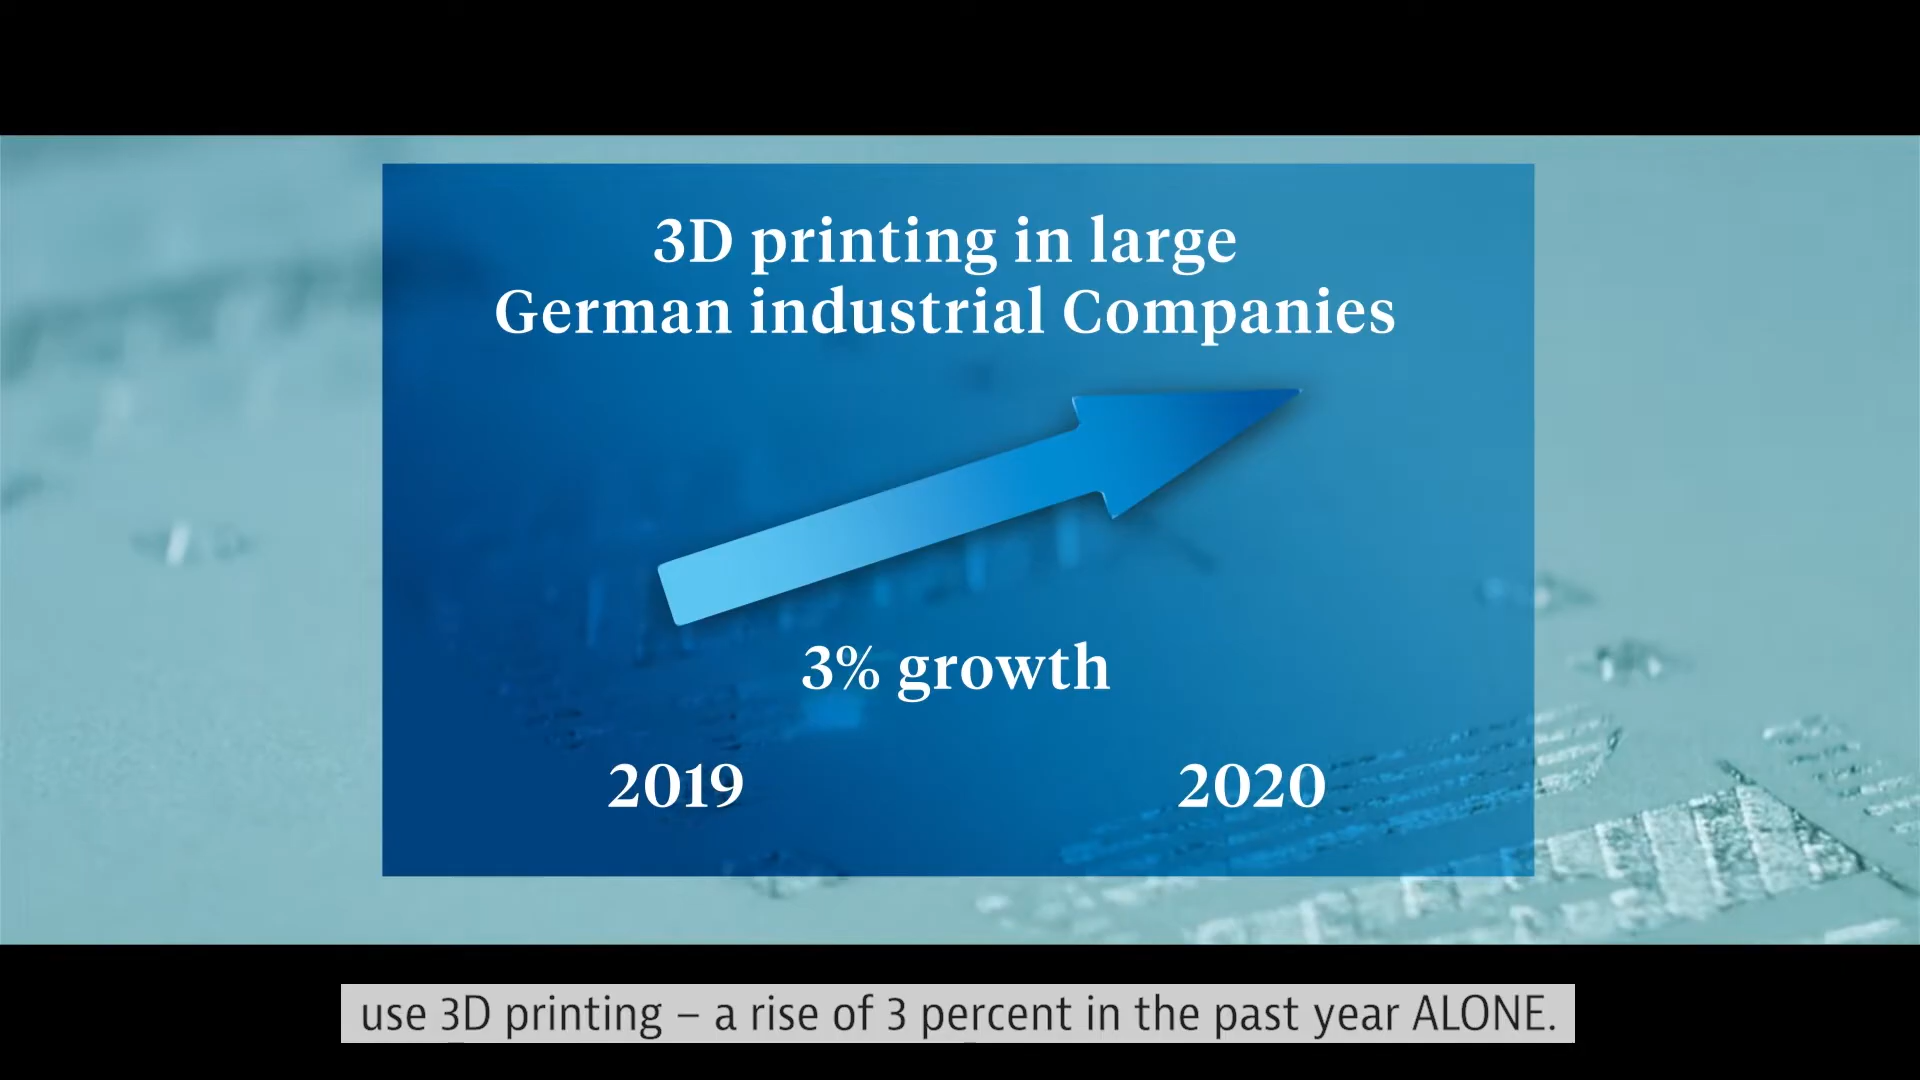 3D printing in large
German industrial Companies
3% growth
2019
2020
use 3D printing – a rise of 3 percent in the past year ALONE.